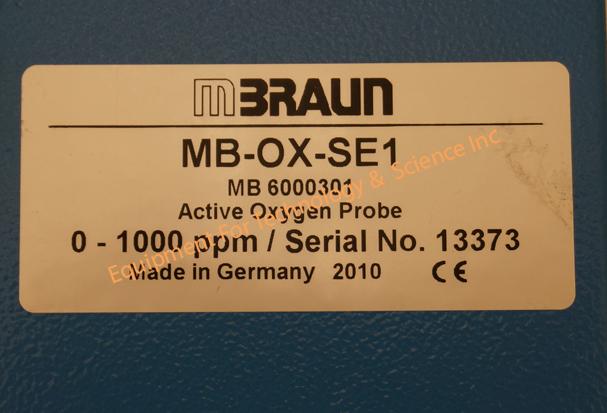 mBRAUN
MB-OX-SE1
MB 6000301
Active Oxygen Probe
0 - 1000 ppm / Serial No. 13373
Made in Germany 2010 CE
Equipment For Technology & Science Inc